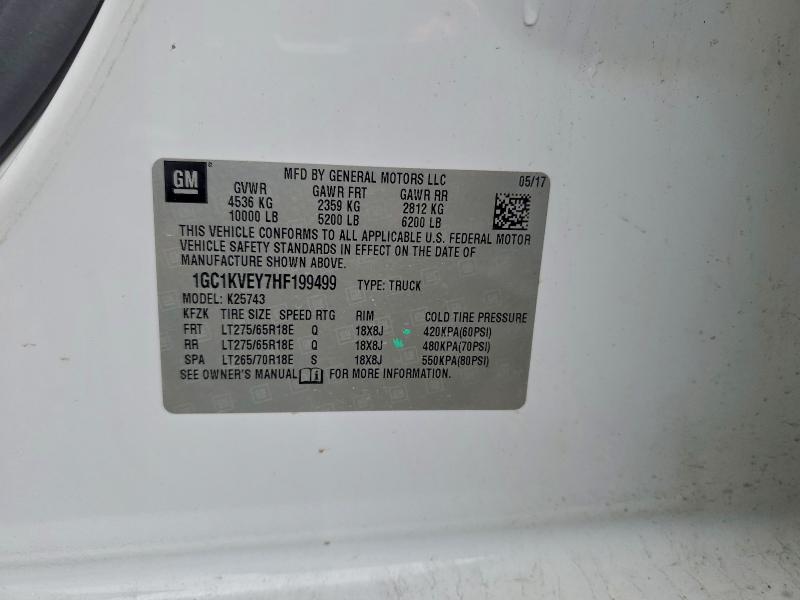 GM
MFD BY GENERAL MOTORS LLC 05/17
GVWR GAWR FRT GAWR RR
4536 KG 2359 KG 2812 KG
10000 LB 5200 LB 6200 LB
THIS VEHICLE CONFORMS TO ALL APPLICABLE U.S. FEDERAL MOTOR
VEHICLE SAFETY STANDARDS IN EFFECT ON THE DATE OF
MANUFACTURE SHOWN ABOVE.
1GC1KVEY7HF199499 TYPE: TRUCK
MODEL: K25743
KFZK TIRE SIZE SPEED RTG RIM COLD TIRE PRESSURE
FRT LT275/65R18E Q 18X8J 420KPA(60PSI)
RR LT275/65R18E Q 18X8J 480KPA(70PSI)
SPA LT265/70R18E S 18X8J 550KPA(80PSI)
SEE OWNER'S MANUAL FOR MORE INFORMATION.